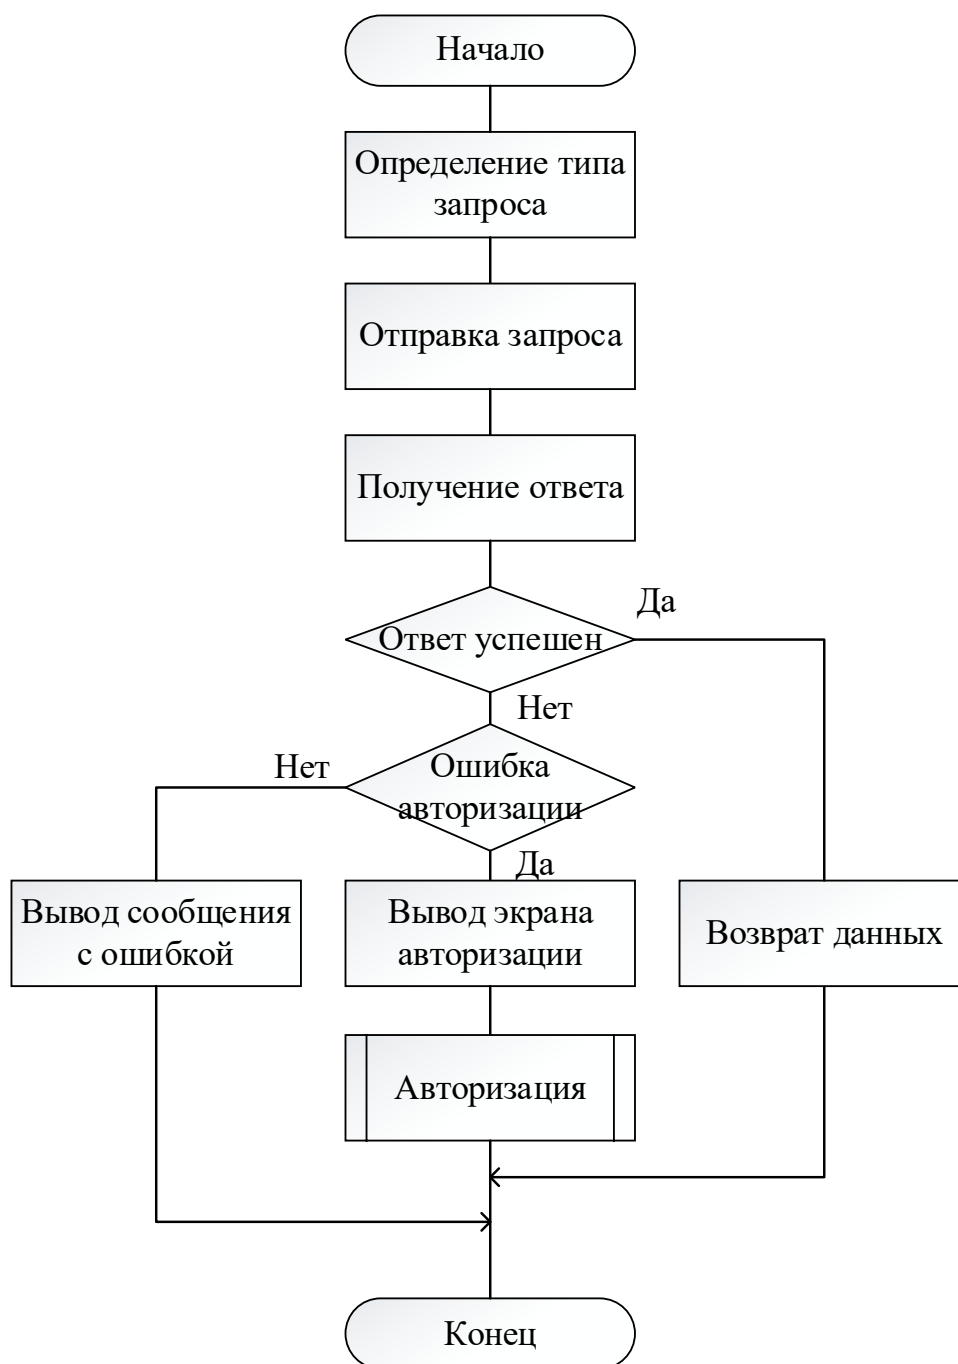 Начало
Определение типа
запроса
Отправка запроса
Получение ответа
Да
Ответ успешен
Нет
Нет
Ошибка
авторизации
Да
Вывод сообщения
с ошибкой
Вывод экрана
авторизации
Возврат данных
Авторизация
Конец